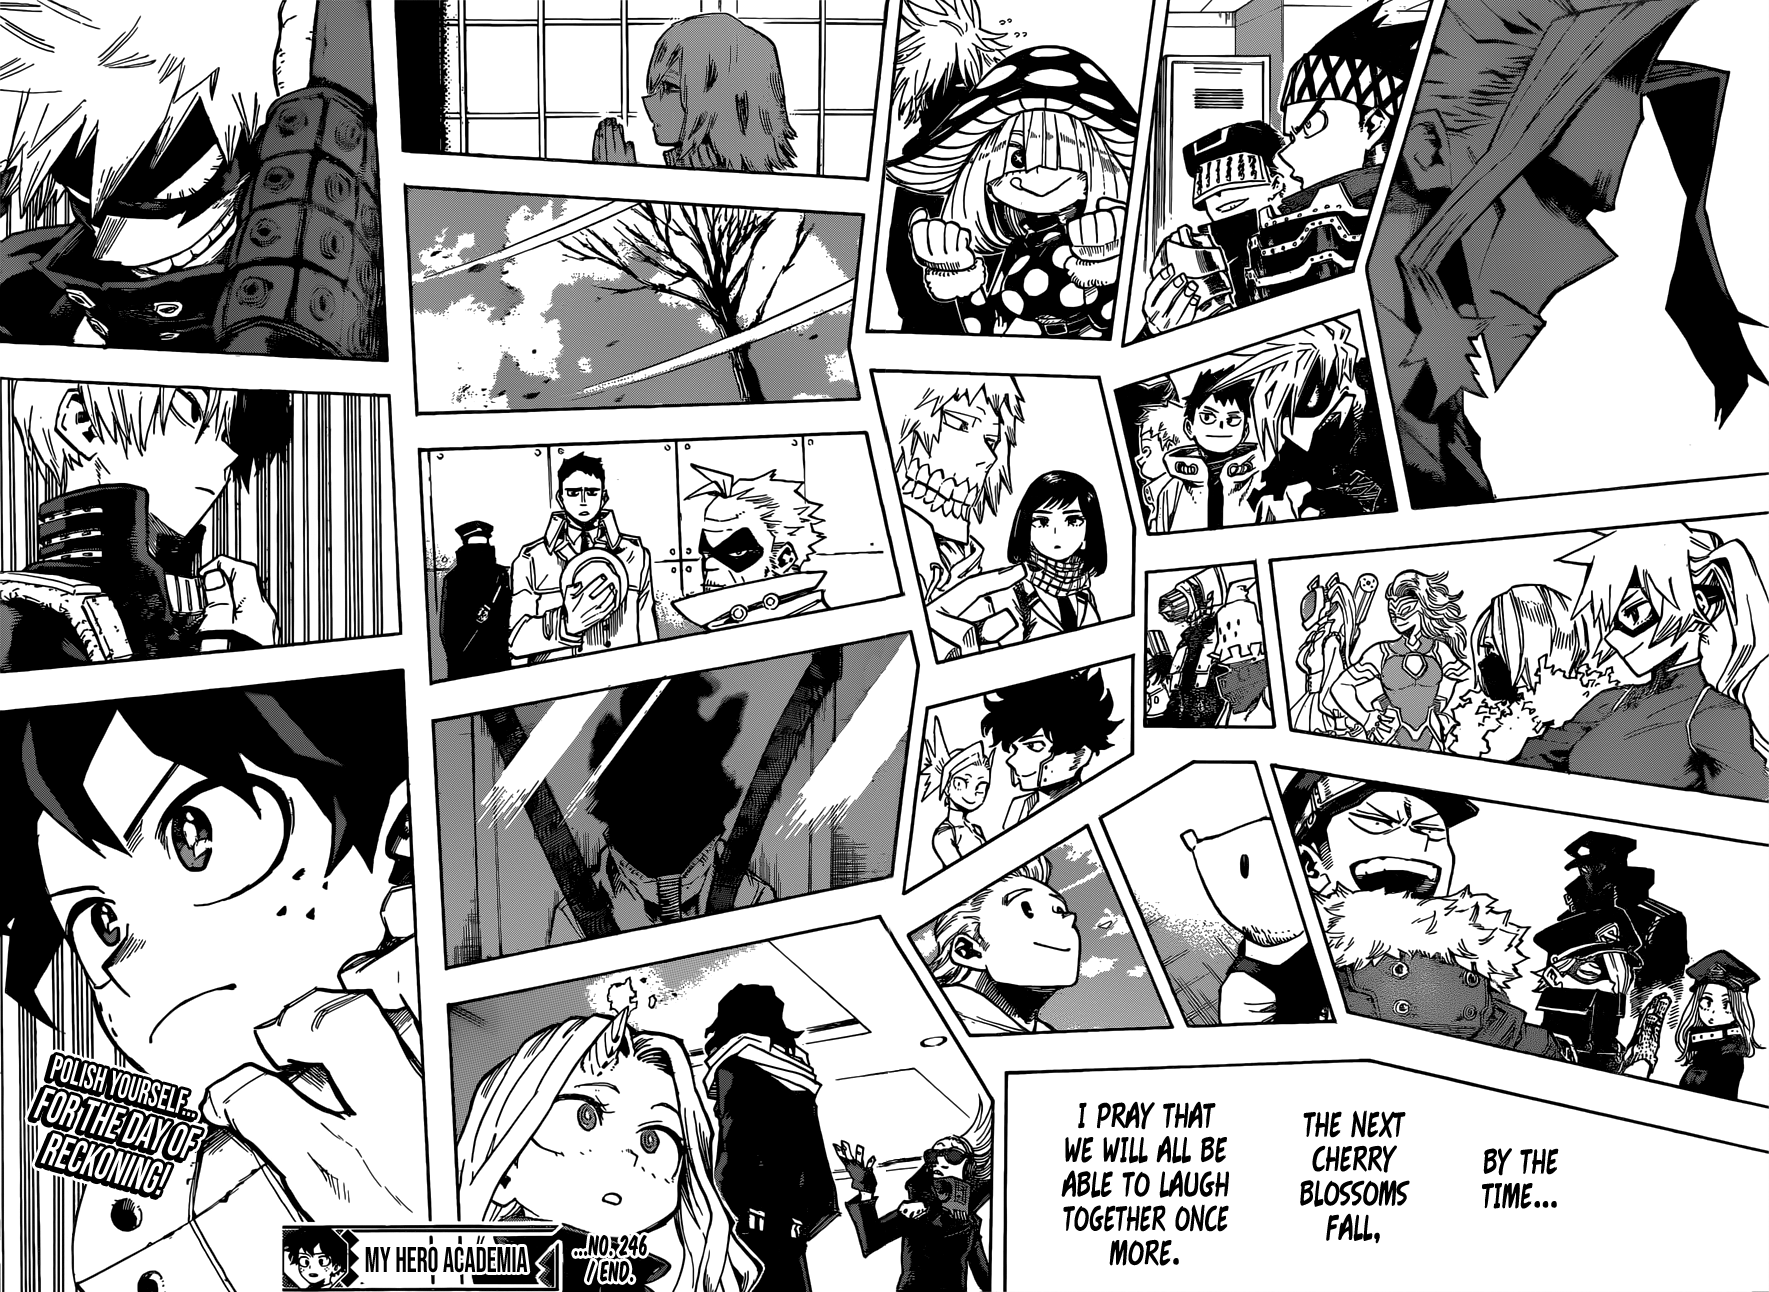 BY THE
TIME...
THE NEXT
CHERRY
BLOSSOMS
FALL,
I PRAY THAT
WE WILL ALL BE
ABLE TO LAUGH
TOGETHER ONCE
MORE.
POLISH YOURSELF...
FOR THE DAY OF
RECKONING!
MY HERO ACADEMIA
...NO. 246
/ END.